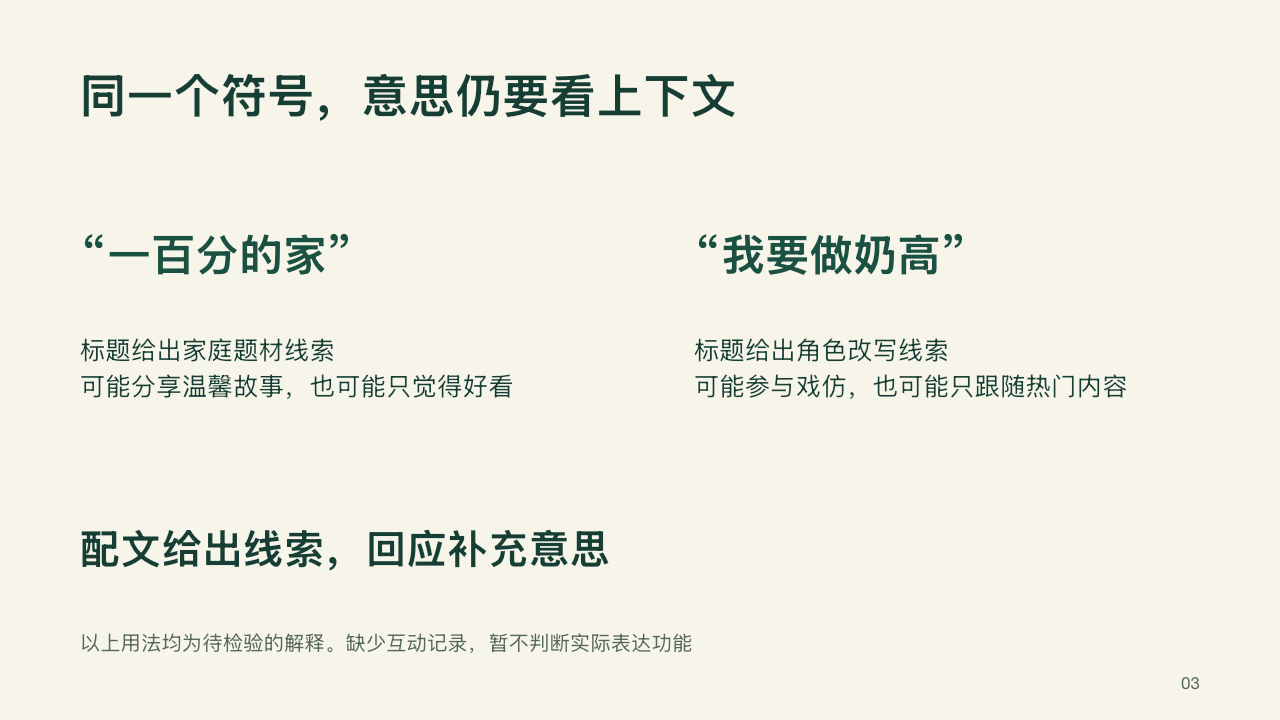 同一个符号，意思仍要看上下文
“一百分的家”
标题给出家庭题材线索
可能分享温馨故事，也可能只觉得好看
“我要做奶高”
标题给出角色改写线索
可能参与戏仿，也可能只跟随热门内容
配文给出线索，回应补充意思
以上用法均为待检验的解释。缺少互动记录，暂不判断实际表达功能
03